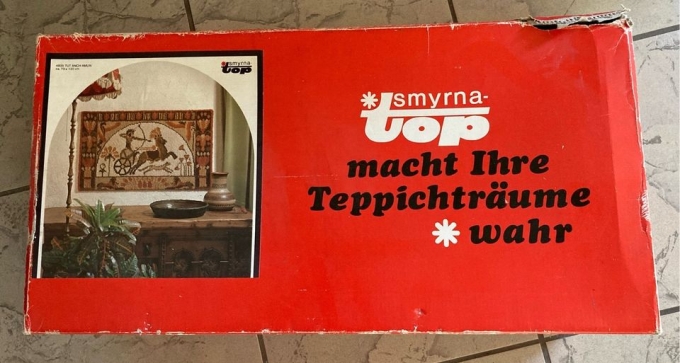 smyrna-
top
smyrna-
top
macht Ihre
Teppichträume
* wahr